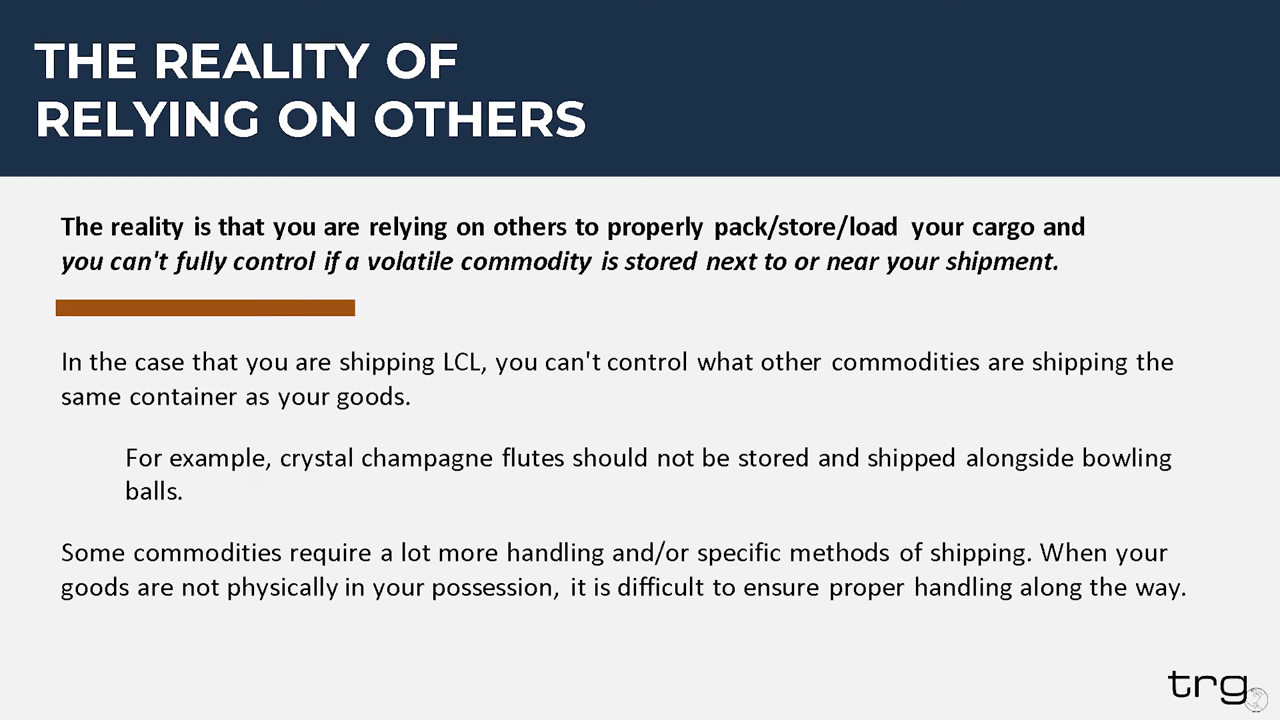 THE REALITY OF
RELYING ON OTHERS
The reality is that you are relying on others to properly pack/store/load your cargo and
you can't fully control if a volatile commodity is stored next to or near your shipment.
In the case that you are shipping LCL, you can't control what other commodities are shipping the
same container as your goods.
For example, crystal champagne flutes should not be stored and shipped alongside bowling
balls.
Some commodities require a lot more handling and/or specific methods of shipping. When your
goods are not physically in your possession, it is difficult to ensure proper handling along the way.
trg